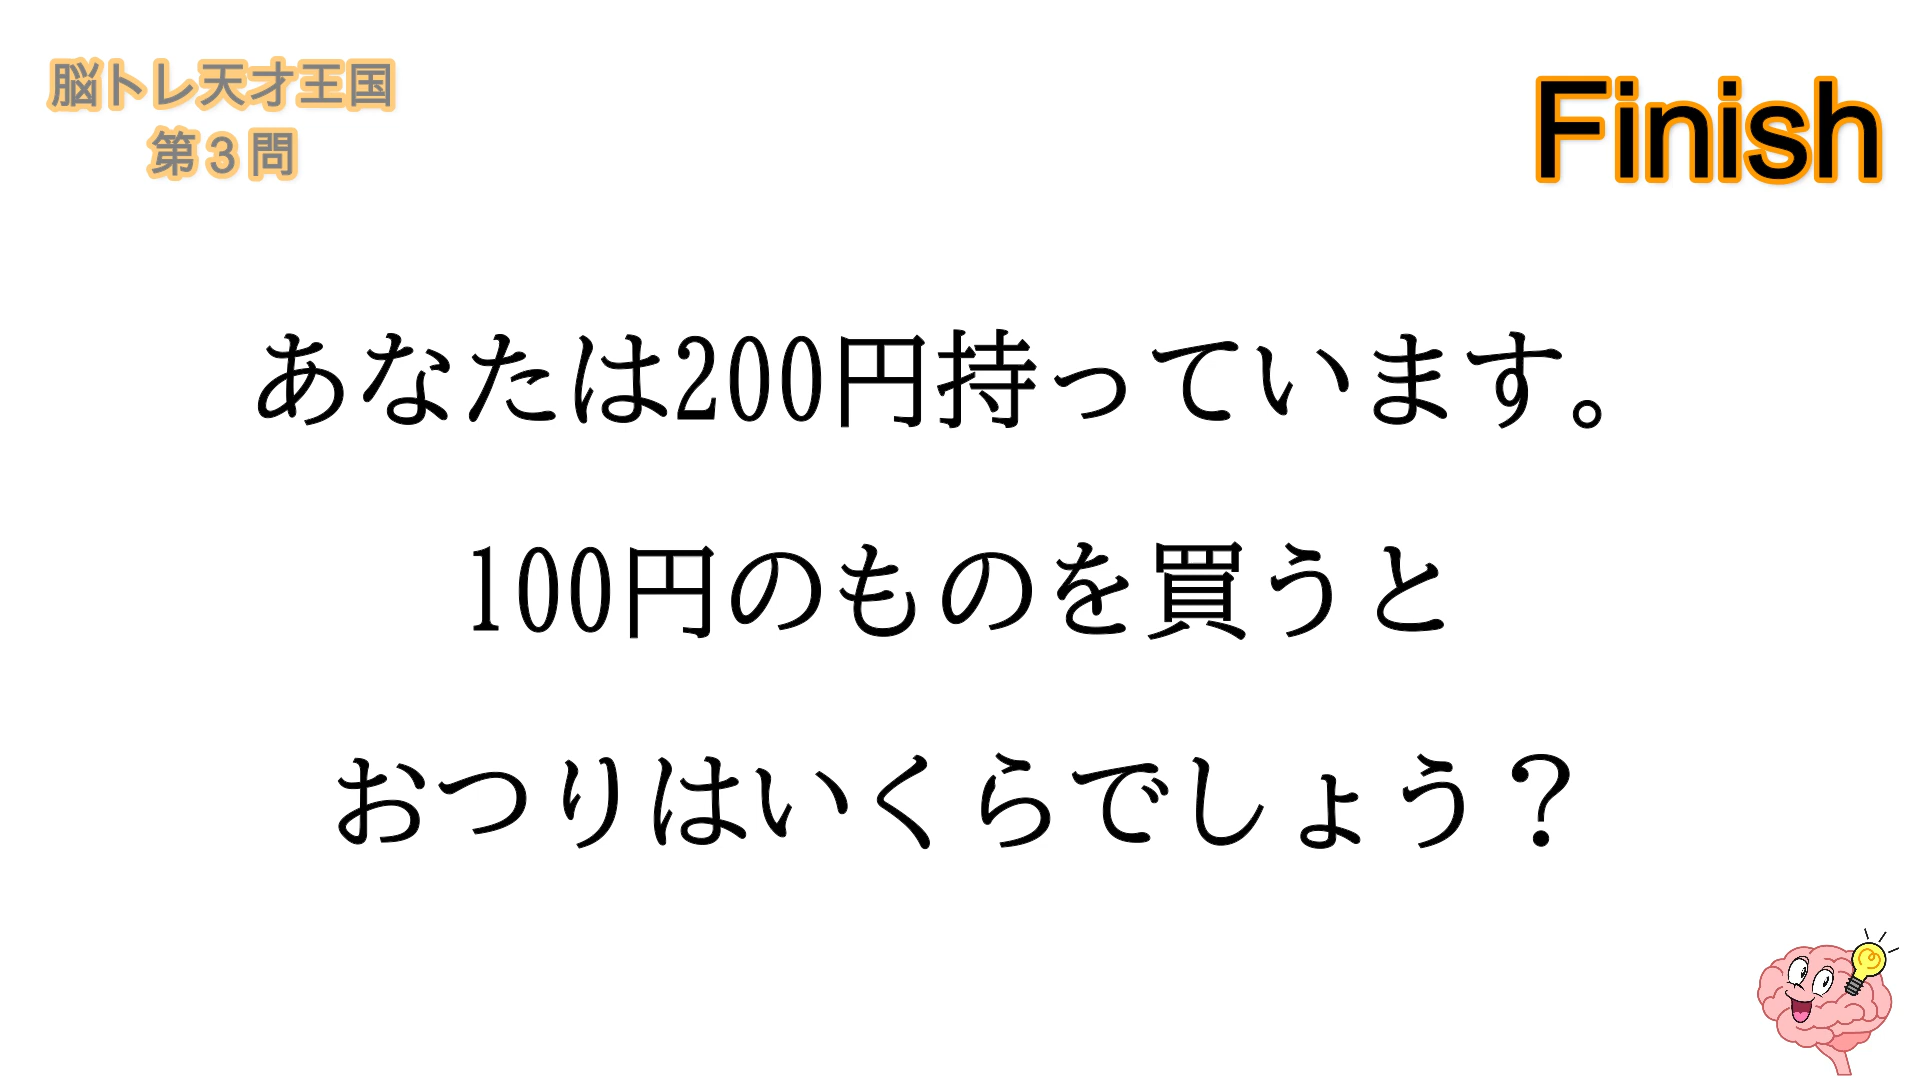 脳トレ天才王国
第３問
Finish
あなたは200円持っています。
100円のものを買うと
おつりはいくらでしょう？